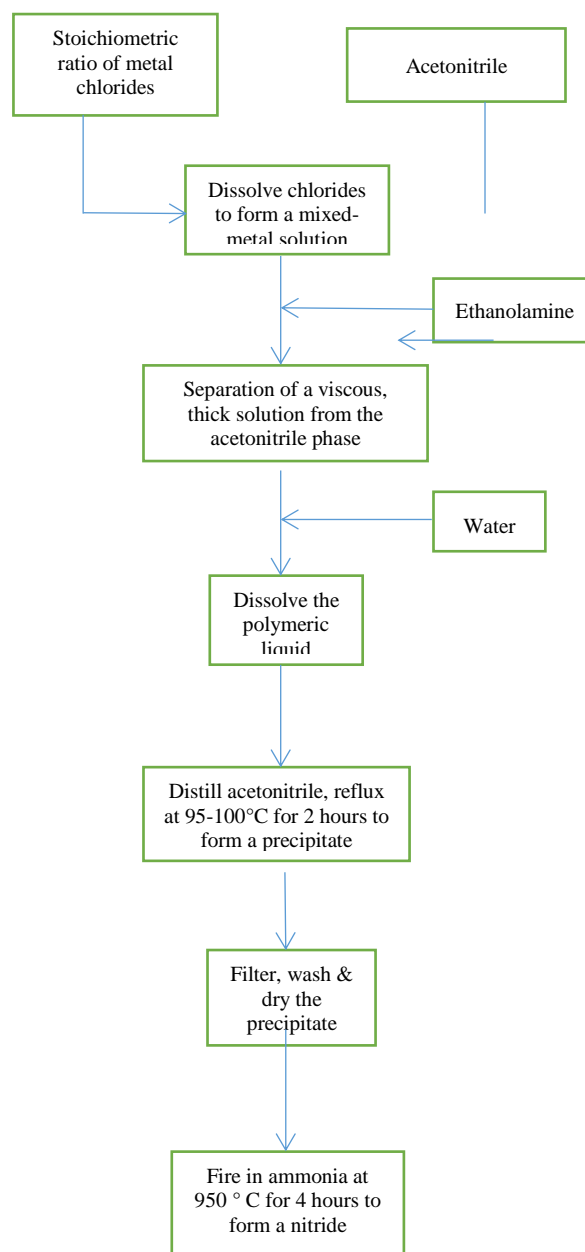 Stoichiometric
ratio of metal
chlorides
Acetonitrile
Dissolve chlorides
to form a mixed-
metal solution
Ethanolamine
Separation of a viscous,
thick solution from the
acetonitrile phase
Water
Dissolve the
polymeric
liquid
Distill acetonitrile, reflux
at 95-100°C for 2 hours to
form a precipitate
Filter, wash &
dry the
precipitate
Fire in ammonia at
950 ° C for 4 hours to
form a nitride